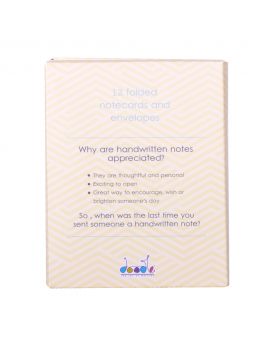 12 folded
notecards and
envelopes
Why are handwritten notes
appreciated?
• They are thoughtful and personal
• Exciting to open
• Great way to encourage, wish or
brighten someone's day
So , when was the last time you
sent someone a handwritten note?
doodle